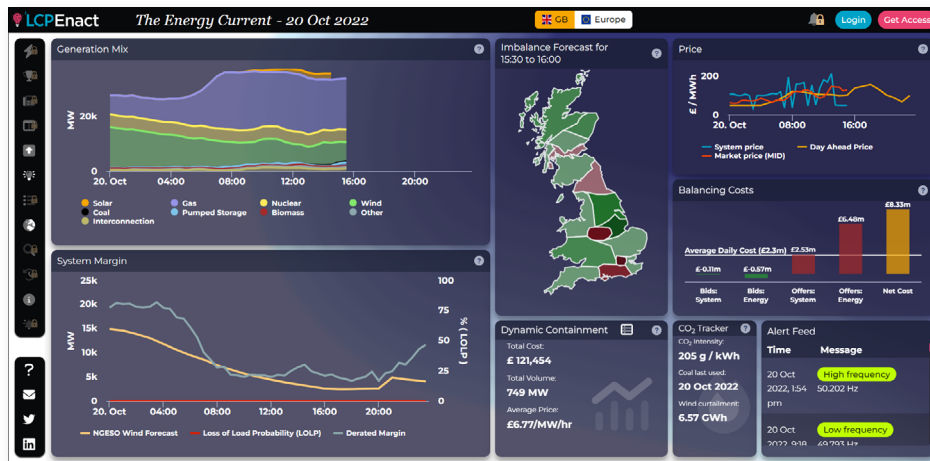 LCPEnact
The Energy Current - 20 Oct 2022
GB
Europe
Login
Get Access
Generation Mix
?
MW
20k
0
20. Oct
04:00
08:00
12:00
16:00
20:00
Solar
Gas
Nuclear
Wind
Coal
Pumped Storage
Biomass
Other
Interconnection
System Margin
?
25k
20k
15k
10k
5k
0
MW
100
75
50
25
0
% (LOLP)
20. Oct
04:00
08:00
12:00
16:00
20:00
NGESO Wind Forecast
Loss of Load Probability (LOLP)
Derated Margin
Imbalance Forecast for
15:30 to 16:00
?
Price
?
£ / MWh
200
0
20. Oct
08:00
16:00
System price
Day Ahead Price
Market price (MID)
Balancing Costs
?
Average Daily Cost (£2.3m)
£-0.11m
£-0.57m
£2.53m
£6.48m
£8.33m
Bids:
System
Bids:
Energy
Offers:
System
Offers:
Energy
Net Cost
Dynamic Containment
?
Total Cost:
£ 121,454
Total Volume:
749 MW
Average Price:
£6.77/MW/hr
CO2 Tracker
?
CO2 Intensity:
205 g / kWh
Coal last used:
20 Oct 2022
Wind curtailment:
6.57 GWh
Alert Feed
Time
Message
20 Oct
2022, 1:54
pm
High frequency
50.202 Hz
20 Oct
2022, 9:18
Low frequency
49.793 Hz
?
in